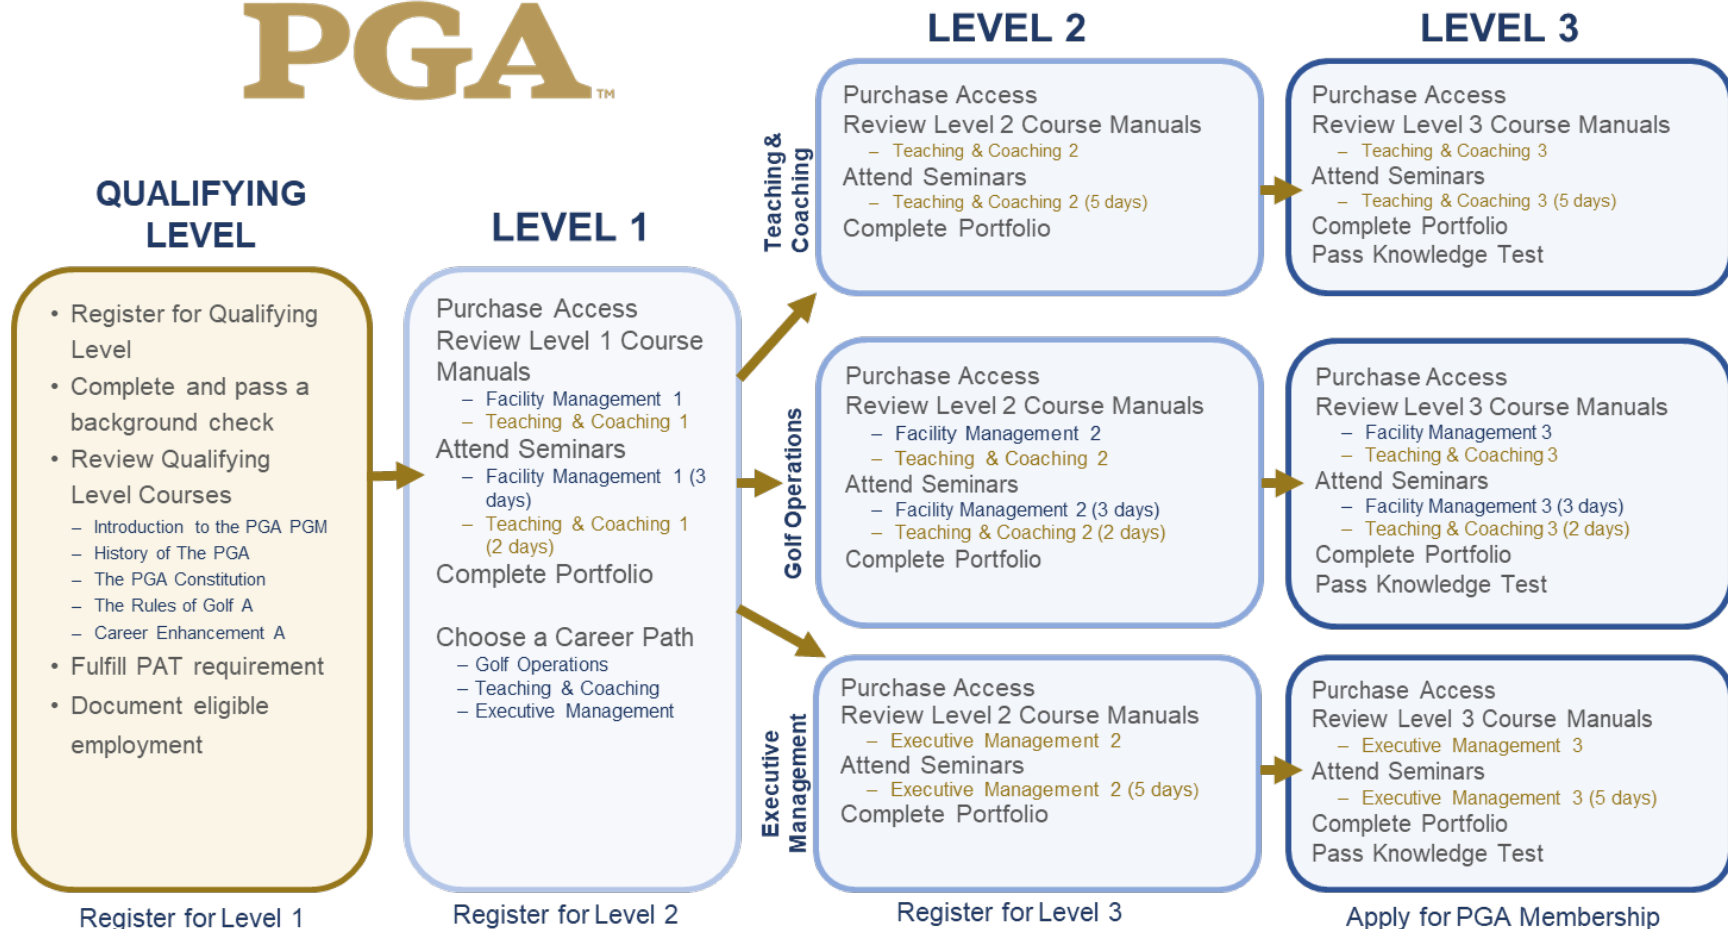 PGA™
QUALIFYING
LEVEL
• Register for Qualifying
Level
• Complete and pass a
background check
• Review Qualifying
Level Courses
– Introduction to the PGA PGM
– History of The PGA
– The PGA Constitution
– The Rules of Golf A
– Career Enhancement A
• Fulfill PAT requirement
• Document eligible
employment
Register for Level 1
LEVEL 1
Purchase Access
Review Level 1 Course
Manuals
– Facility Management 1
– Teaching & Coaching 1
Attend Seminars
– Facility Management 1 (3
days)
– Teaching & Coaching 1
(2 days)
Complete Portfolio
Choose a Career Path
– Golf Operations
– Teaching & Coaching
– Executive Management
Register for Level 2
LEVEL 2
Teaching &
Coaching
Purchase Access
Review Level 2 Course Manuals
– Teaching & Coaching 2
Attend Seminars
– Teaching & Coaching 2 (5 days)
Complete Portfolio
Golf Operations
Purchase Access
Review Level 2 Course Manuals
– Facility Management 2
– Teaching & Coaching 2
Attend Seminars
– Facility Management 2 (3 days)
– Teaching & Coaching 2 (2 days)
Complete Portfolio
Executive
Management
Purchase Access
Review Level 2 Course Manuals
– Executive Management 2
Attend Seminars
– Executive Management 2 (5 days)
Complete Portfolio
Register for Level 3
LEVEL 3
Purchase Access
Review Level 3 Course Manuals
– Teaching & Coaching 3
Attend Seminars
– Teaching & Coaching 3 (5 days)
Complete Portfolio
Pass Knowledge Test
Purchase Access
Review Level 3 Course Manuals
– Facility Management 3
– Teaching & Coaching 3
Attend Seminars
– Facility Management 3 (3 days)
– Teaching & Coaching 3 (2 days)
Complete Portfolio
Pass Knowledge Test
Purchase Access
Review Level 3 Course Manuals
– Executive Management 3
Attend Seminars
– Executive Management 3 (5 days)
Complete Portfolio
Pass Knowledge Test
Apply for PGA Membership